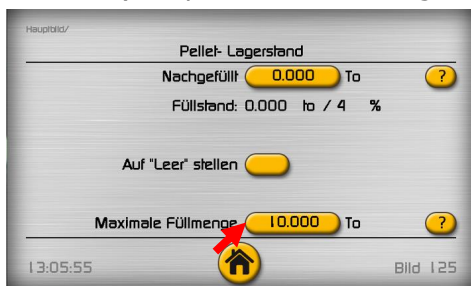 Hauptbild/
Pellet- Lagerstand
Nachgefüllt 0.000 To ?
Füllstand: 0.000 to / 4 %
Auf "Leer" stellen
Maximale Füllmenge 10.000 To ?
13:05:55 Bild 125